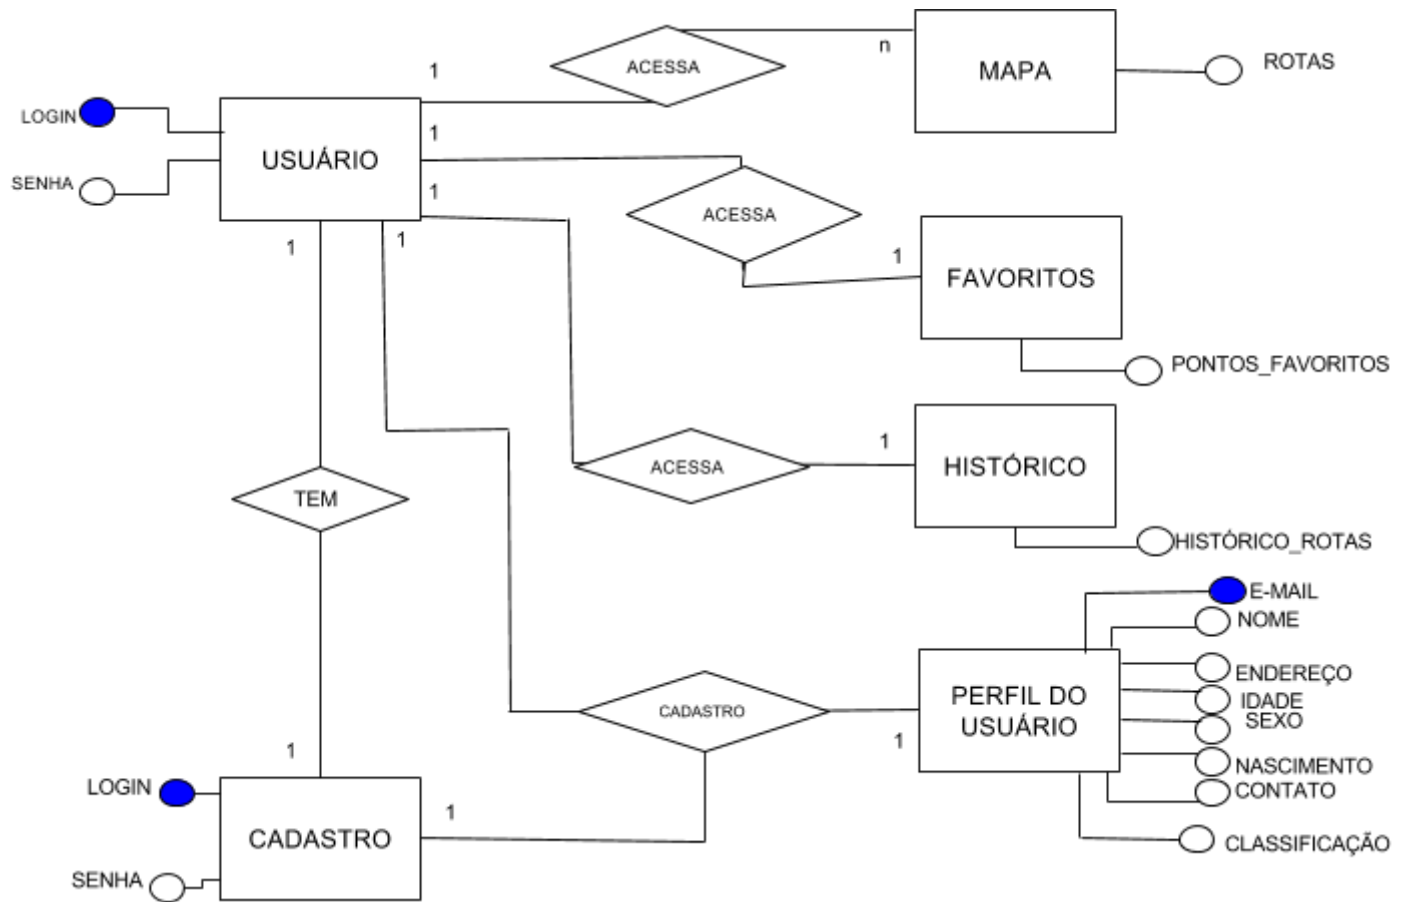 ACESSA
n
MAPA
ROTAS
1
LOGIN
USUÁRIO
1
SENHA
1
ACESSA
1
1
1
FAVORITOS
PONTOS_FAVORITOS
1
HISTÓRICO
ACESSA
TEM
HISTÓRICO_ROTAS
E-MAIL
NOME
ENDEREÇO
IDADE
SEXO
PERFIL DO
USUÁRIO
CADASTRO
1
NASCIMENTO
CONTATO
CLASSIFICAÇÃO
1
LOGIN
1
CADASTRO
SENHA